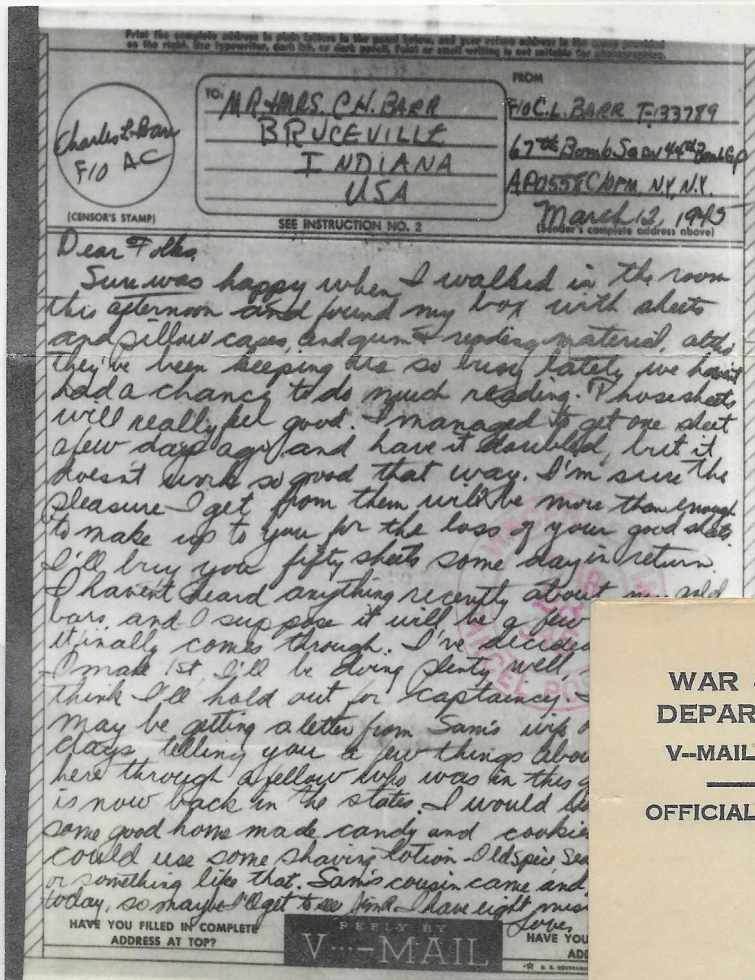 Print the complete address in plain letters in the panel below, and your return address in the space provided
on the right. Use typewriter, dark ink, or dark pencil. Faint or small writing is not suitable for photographing.
FROM
TO: MR & MRS. C.H. BARR
BRUCEVILLE
INDIANA
USA
Charles L. Barr
F/O AC
(CENSOR'S STAMP)
SEE INSTRUCTION NO. 2
F/O C.L. BARR T-133789
67th Bomb Sqdn 44th Bomb Gp
APO 558 C/O PM, NY, N.Y.
March 12, 1945
(Sender's complete address above)
Dear Folks,
Sure was happy when I walked in the room
this afternoon and found my box with sheets
and pillow cases, and gum & reading material, altho
they've been keeping us so busy lately we haven't
had a chance to do much reading. Those sheets
will really feel good. I managed to get one sheet
a few days ago and have it doubled, but it
doesn't work so good that way. I'm sure the
pleasure I get from them will be more than enough
to make up to you for the loss of your good sheets.
I'll buy you fifty sheets some day in return.
I haven't heard anything recently about my gold
bars, and I suppose it will be a few
it finally comes through. I've decided
I make 1st, I'll be doing plenty well,
think I'll hold out for captaincy
may be getting a letter from Sam's wife
days telling you a few things abou
here through a fellow who was in this
is now back in the states. I would
some good home made candy and cookie
could use some shaving lotion - Old Spice, Sea
or something like that. Sam's cousin came and
today, so maybe I'll get to see him. I have eight mis
Love,
HAVE YOU FILLED IN COMPLETE
ADDRESS AT TOP?
REPLY BY
V---MAIL
HAVE YOU
ADD
WAR
DEPAR
V--MAIL
OFFICIAL